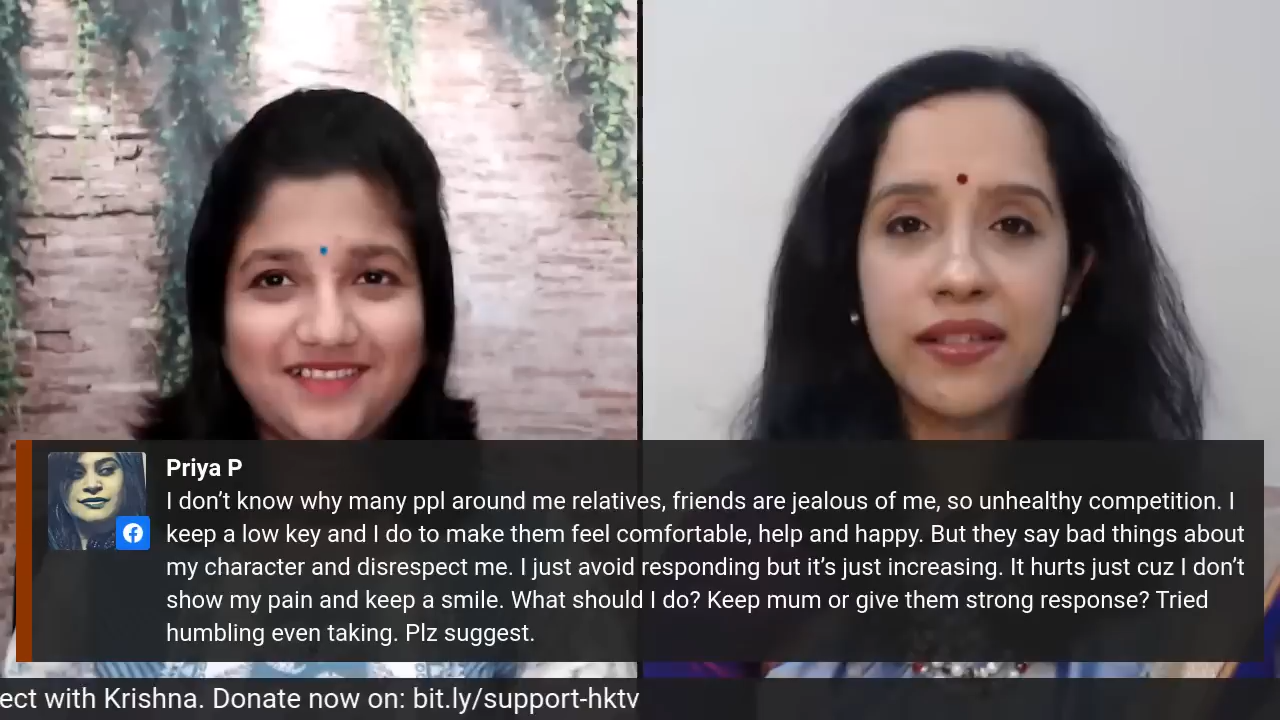 Priya P
I don’t know why many ppl around me relatives, friends are jealous of me, so unhealthy competition. I
keep a low key and I do to make them feel comfortable, help and happy. But they say bad things about
my character and disrespect me. I just avoid responding but it’s just increasing. It hurts just cuz I don’t
show my pain and keep a smile. What should I do? Keep mum or give them strong response? Tried
humbling even taking. Plz suggest.
ect with Krishna. Donate now on: bit.ly/support-hktv